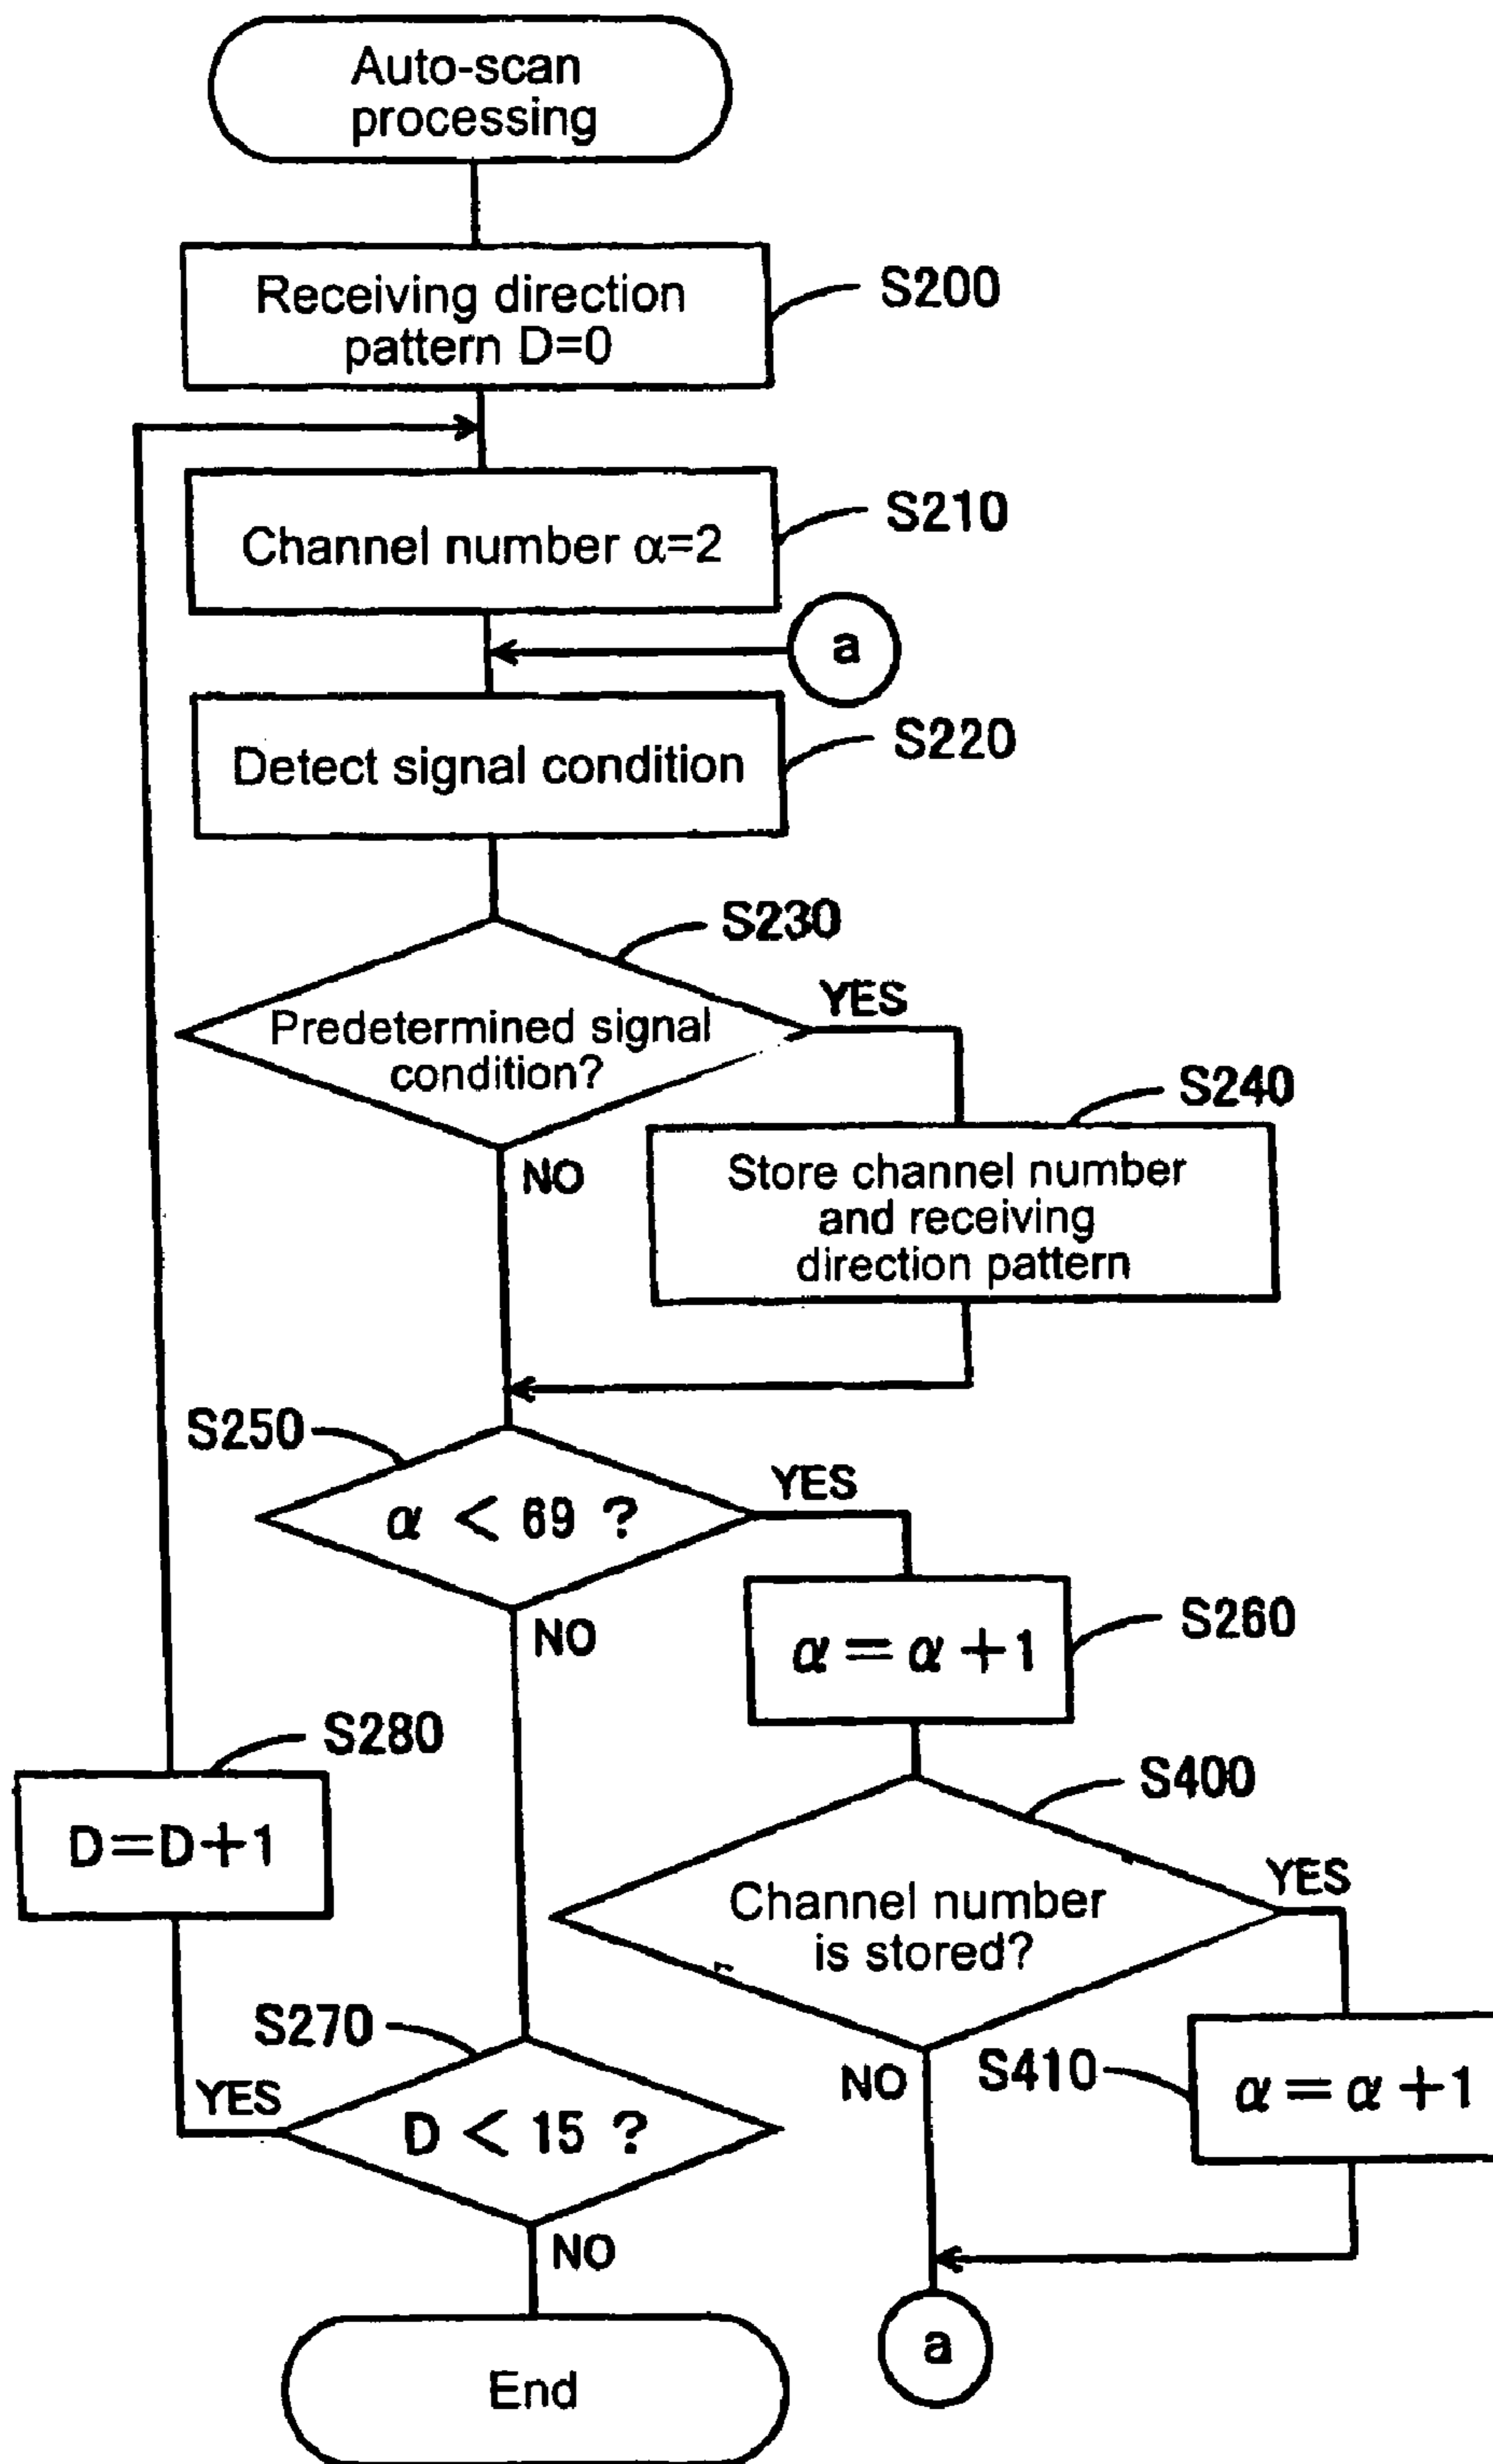 Auto-scan
processing
Receiving direction
pattern D=0
S200
Channel number α=2
S210
a
Detect signal condition
S220
S230
Predetermined signal
condition?
YES
NO
S240
Store channel number
and receiving
direction pattern
S250
α < 69 ?
YES
NO
α = α + 1
S260
S280
D=D+1
S400
Channel number
is stored?
YES
NO
S410
α = α + 1
S270
D < 15 ?
YES
NO
a
End